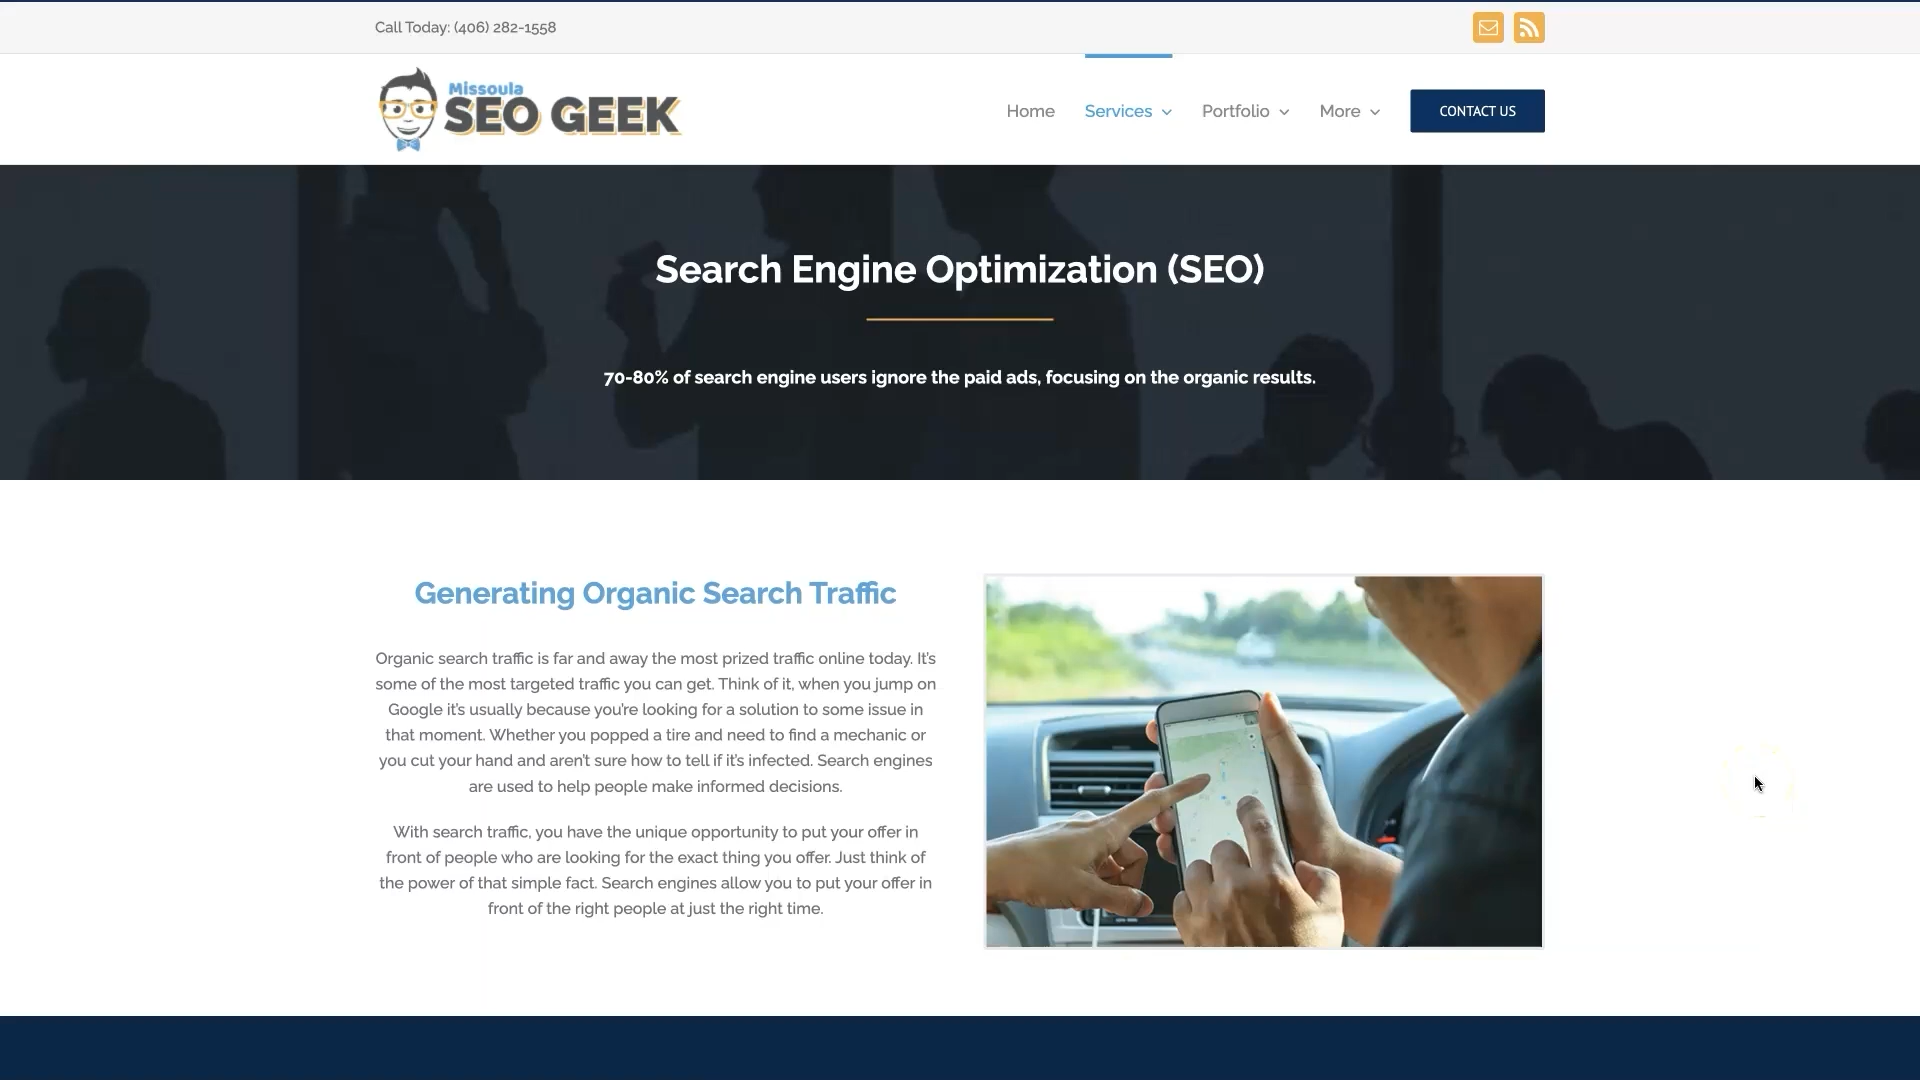 Call Today: (406) 282-1558
Missoula
SEO GEEK
Home
Services
Portfolio
More
CONTACT US
Search Engine Optimization (SEO)
70-80% of search engine users ignore the paid ads, focusing on the organic results.
Generating Organic Search Traffic
Organic search traffic is far and away the most prized traffic online today. It's
some of the most targeted traffic you can get. Think of it, when you jump on
Google it's usually because you're looking for a solution to some issue in
that moment. Whether you popped a tire and need to find a mechanic or
you cut your hand and aren't sure how to tell if it's infected. Search engines
are used to help people make informed decisions.
With search traffic, you have the unique opportunity to put your offer in
front of people who are looking for the exact thing you offer. Just think of
the power of that simple fact. Search engines allow you to put your offer in
front of the right people at just the right time.